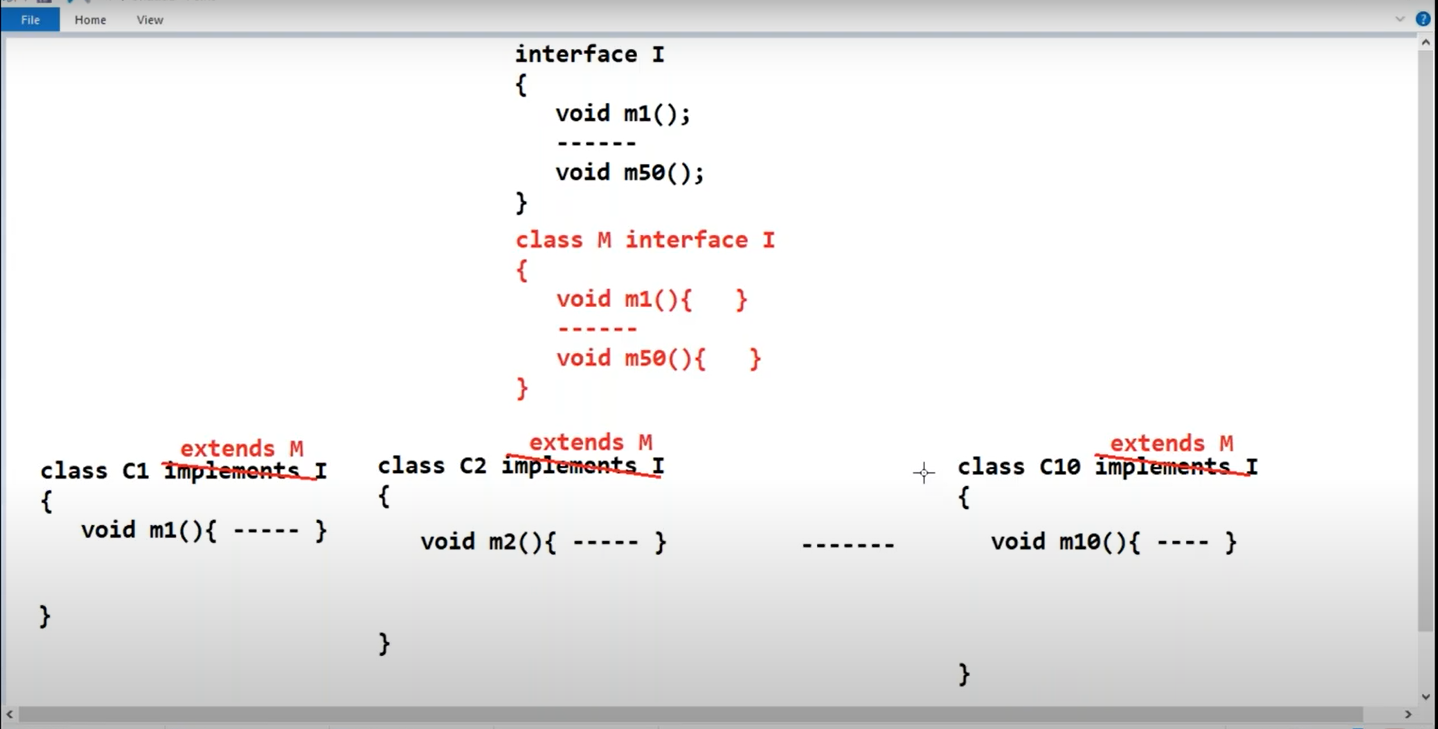 File Home View
interface I
{
void m1();
------
void m50();
}
class M interface I
{
void m1(){ }
------
void m50(){ }
}
extends M
class C1 implements I
{
void m1(){ ----- }
}
extends M
class C2 implements I
{
void m2(){ ----- }
}
-------
extends M
class C10 implements I
{
void m10(){ ---- }
}